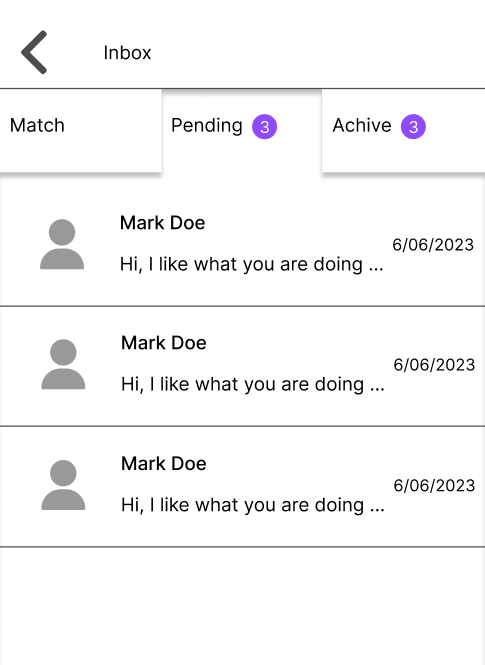 Inbox
Match
Pending 3
Achive 3
Mark Doe
6/06/2023
Hi, I like what you are doing ...
Mark Doe
6/06/2023
Hi, I like what you are doing ...
Mark Doe
6/06/2023
Hi, I like what you are doing ...